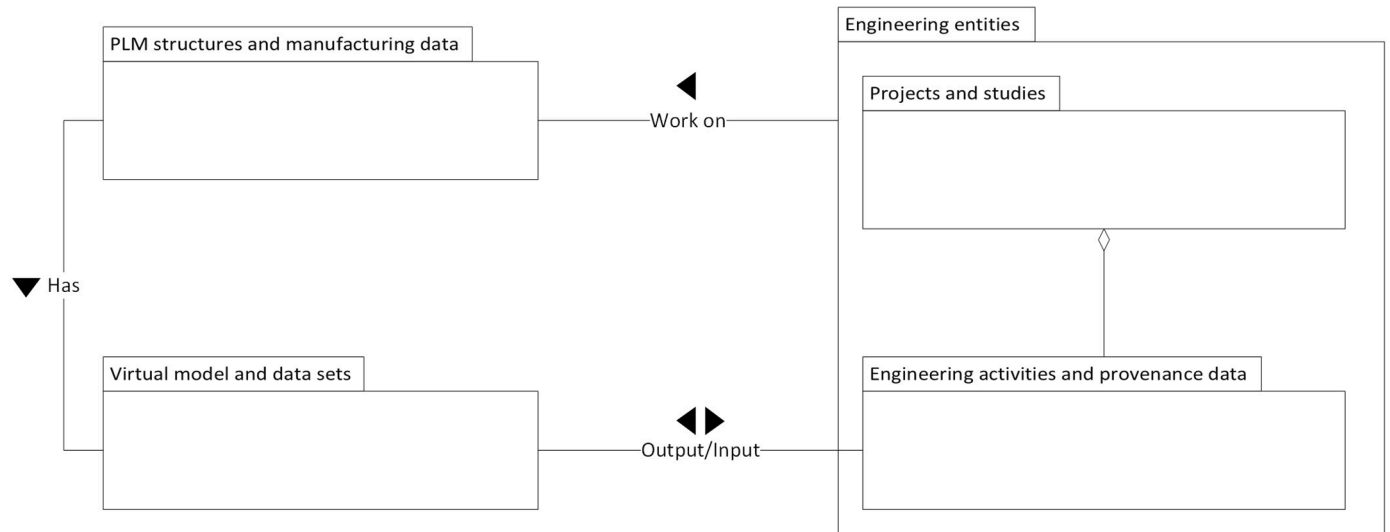 Engineering entities
PLM structures and manufacturing data
Projects and studies
Work on
Has
Virtual model and data sets
Engineering activities and provenance data
Output/Input